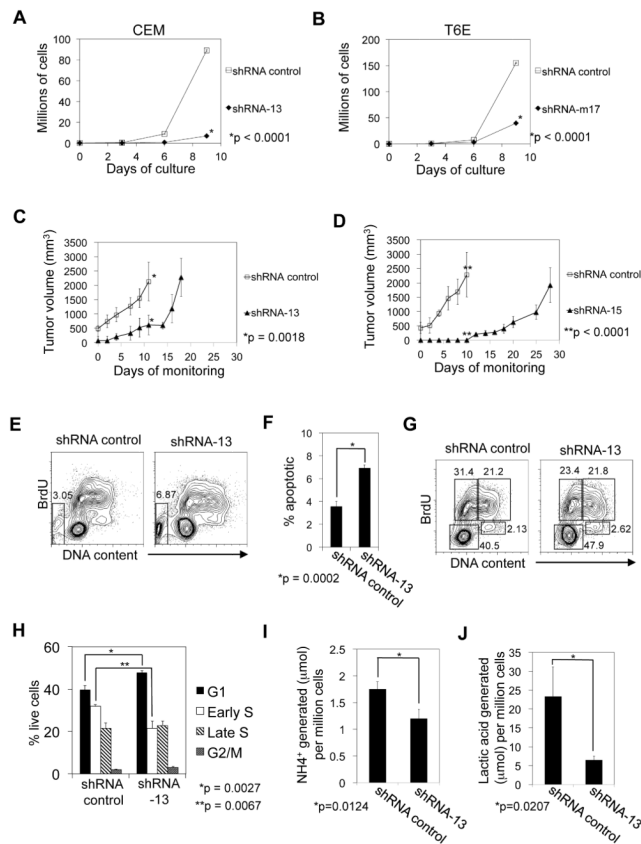 A
CEM
Millions of cells
100
80
60
40
20
0
0 2 4 6 8 10
Days of culture
shRNA control
shRNA-13
*
*p < 0.0001
B
T6E
Millions of cells
200
150
100
50
0
0 2 4 6 8 10
Days of culture
shRNA control
shRNA-m17
*
*p < 0.0001
C
Tumor volume (mm3)
3500
3000
2500
2000
1500
1000
500
0
0 5 10 15 20 25 30
Days of monitoring
*
*
shRNA control
shRNA-13
*p = 0.0018
D
Tumor volume (mm3)
3500
3000
2500
2000
1500
1000
500
0
0 5 10 15 20 25 30
Days of monitoring
**
**
shRNA control
shRNA-15
**p < 0.0001
E
shRNA control shRNA-13
BrdU
3.05 6.87
DNA content
F
% apoptotic
10
8
6
4
2
0
*
shRNA control
shRNA-13
*p = 0.0002
G
shRNA control shRNA-13
31.4 21.2 23.4 21.8
BrdU
2.13 2.62
40.5 47.9
DNA content
H
% live cells
60
40
20
0
*
**
shRNA control
shRNA -13
G1
Early S
Late S
G2/M
*p = 0.0027
**p = 0.0067
I
NH4+ generated (µmol)
per million cells
2
1.5
1
0.5
0
*
shRNA control
shRNA-13
*p=0.0124
J
Lactic acid generated
(µmol) per million cells
35
30
25
20
15
10
5
0
*
shRNA control
shRNA-13
*p=0.0207